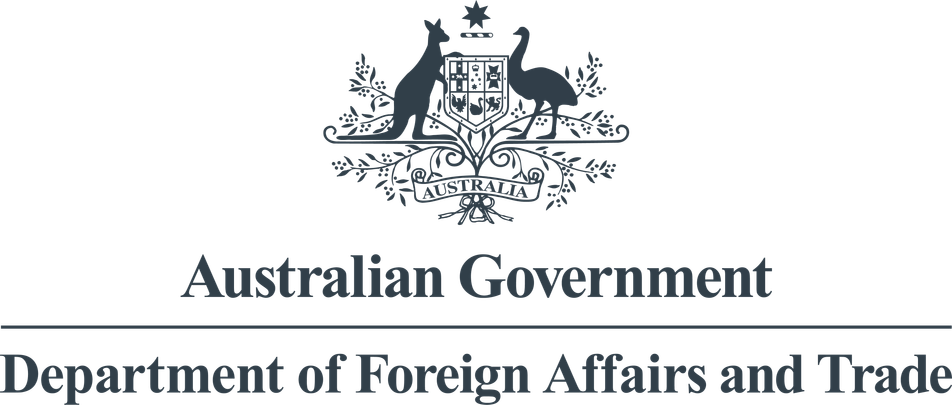 AUSTRALIA
Australian Government
Department of Foreign Affairs and Trade